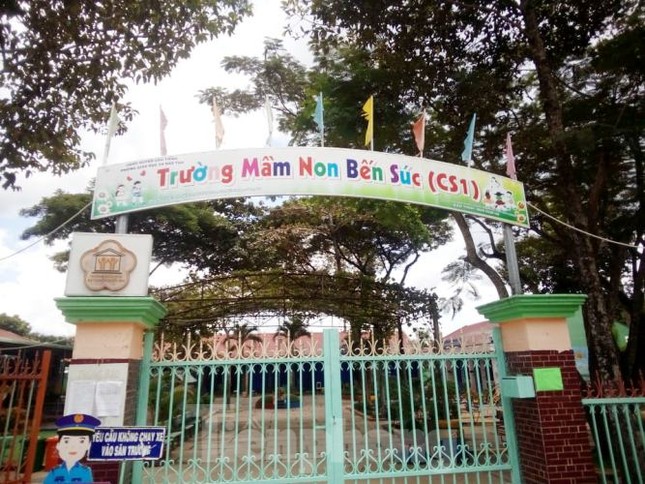 Trường Mầm Non Bến Súc (CS1)
YÊU CẦU KHÔNG CHẠY XE
VÀO SÂN TRƯỜNG